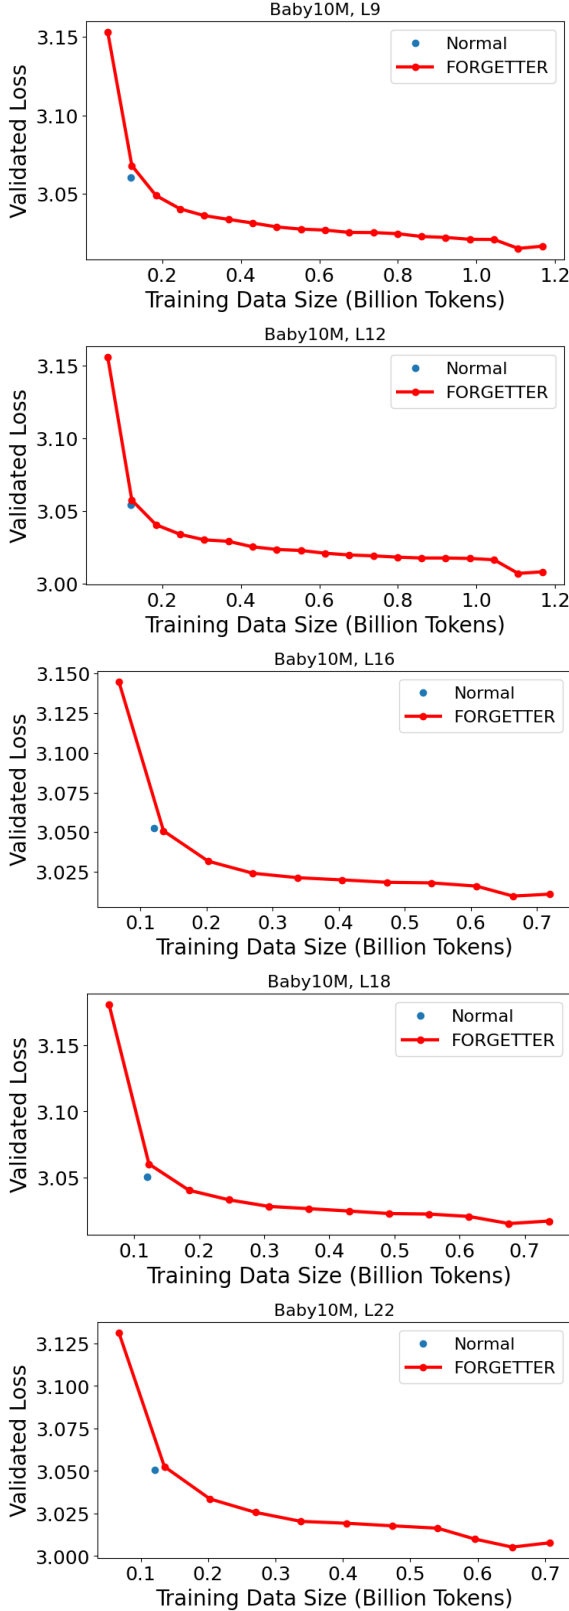 Baby10M, L9
Normal
FORGETTER
3.15
3.10
3.05
Validated Loss
0.2 0.4 0.6 0.8 1.0 1.2
Training Data Size (Billion Tokens)
Baby10M, L12
Normal
FORGETTER
3.15
3.10
3.05
3.00
Validated Loss
0.2 0.4 0.6 0.8 1.0 1.2
Training Data Size (Billion Tokens)
Baby10M, L16
Normal
FORGETTER
3.150
3.125
3.100
3.075
3.050
3.025
Validated Loss
0.1 0.2 0.3 0.4 0.5 0.6 0.7
Training Data Size (Billion Tokens)
Baby10M, L18
Normal
FORGETTER
3.15
3.10
3.05
Validated Loss
0.1 0.2 0.3 0.4 0.5 0.6 0.7
Training Data Size (Billion Tokens)
Baby10M, L22
Normal
FORGETTER
3.125
3.100
3.075
3.050
3.025
3.000
Validated Loss
0.1 0.2 0.3 0.4 0.5 0.6 0.7
Training Data Size (Billion Tokens)